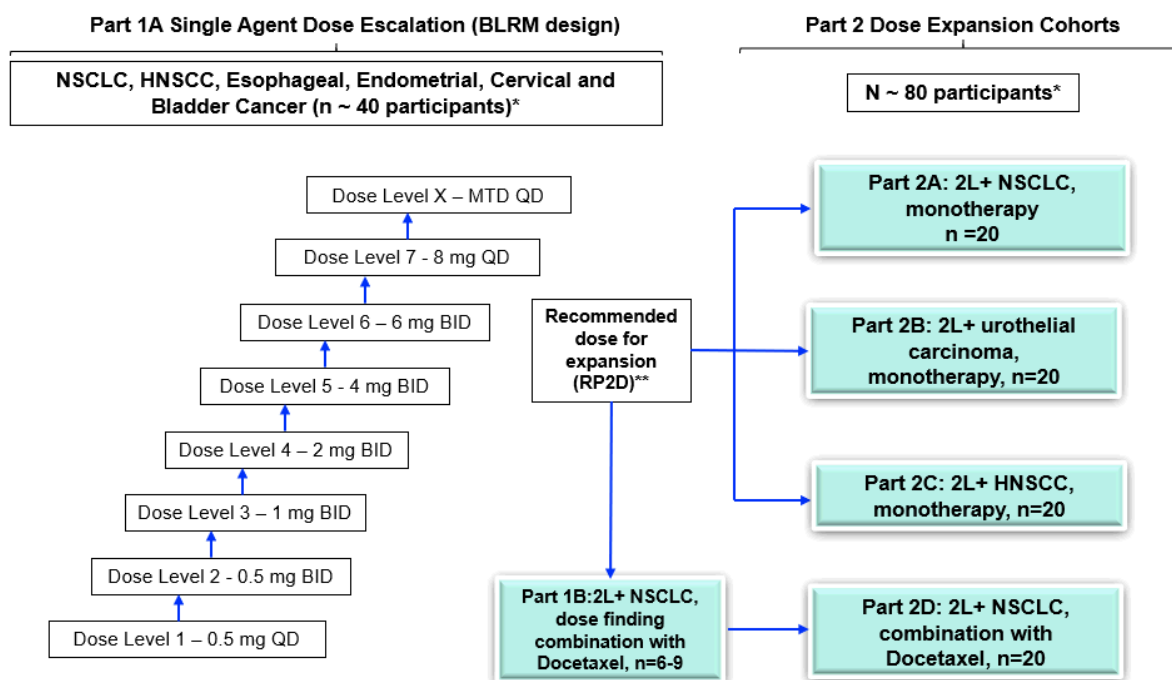 Part 1A Single Agent Dose Escalation (BLRM design)
NSCLC, HNSCC, Esophageal, Endometrial, Cervical and
Bladder Cancer (n ~ 40 participants)*
Dose Level X – MTD QD
Dose Level 7 - 8 mg QD
Dose Level 6 – 6 mg BID
Dose Level 5 - 4 mg BID
Dose Level 4 – 2 mg BID
Dose Level 3 – 1 mg BID
Dose Level 2 - 0.5 mg BID
Dose Level 1 – 0.5 mg QD
Recommended
dose for
expansion
(RP2D)**
Part 1B:2L+ NSCLC,
dose finding
combination with
Docetaxel, n=6-9
Part 2 Dose Expansion Cohorts
N ~ 80 participants*
Part 2A: 2L+ NSCLC,
monotherapy
n =20
Part 2B: 2L+ urothelial
carcinoma,
monotherapy, n=20
Part 2C: 2L+ HNSCC,
monotherapy, n=20
Part 2D: 2L+ NSCLC,
combination with
Docetaxel, n=20